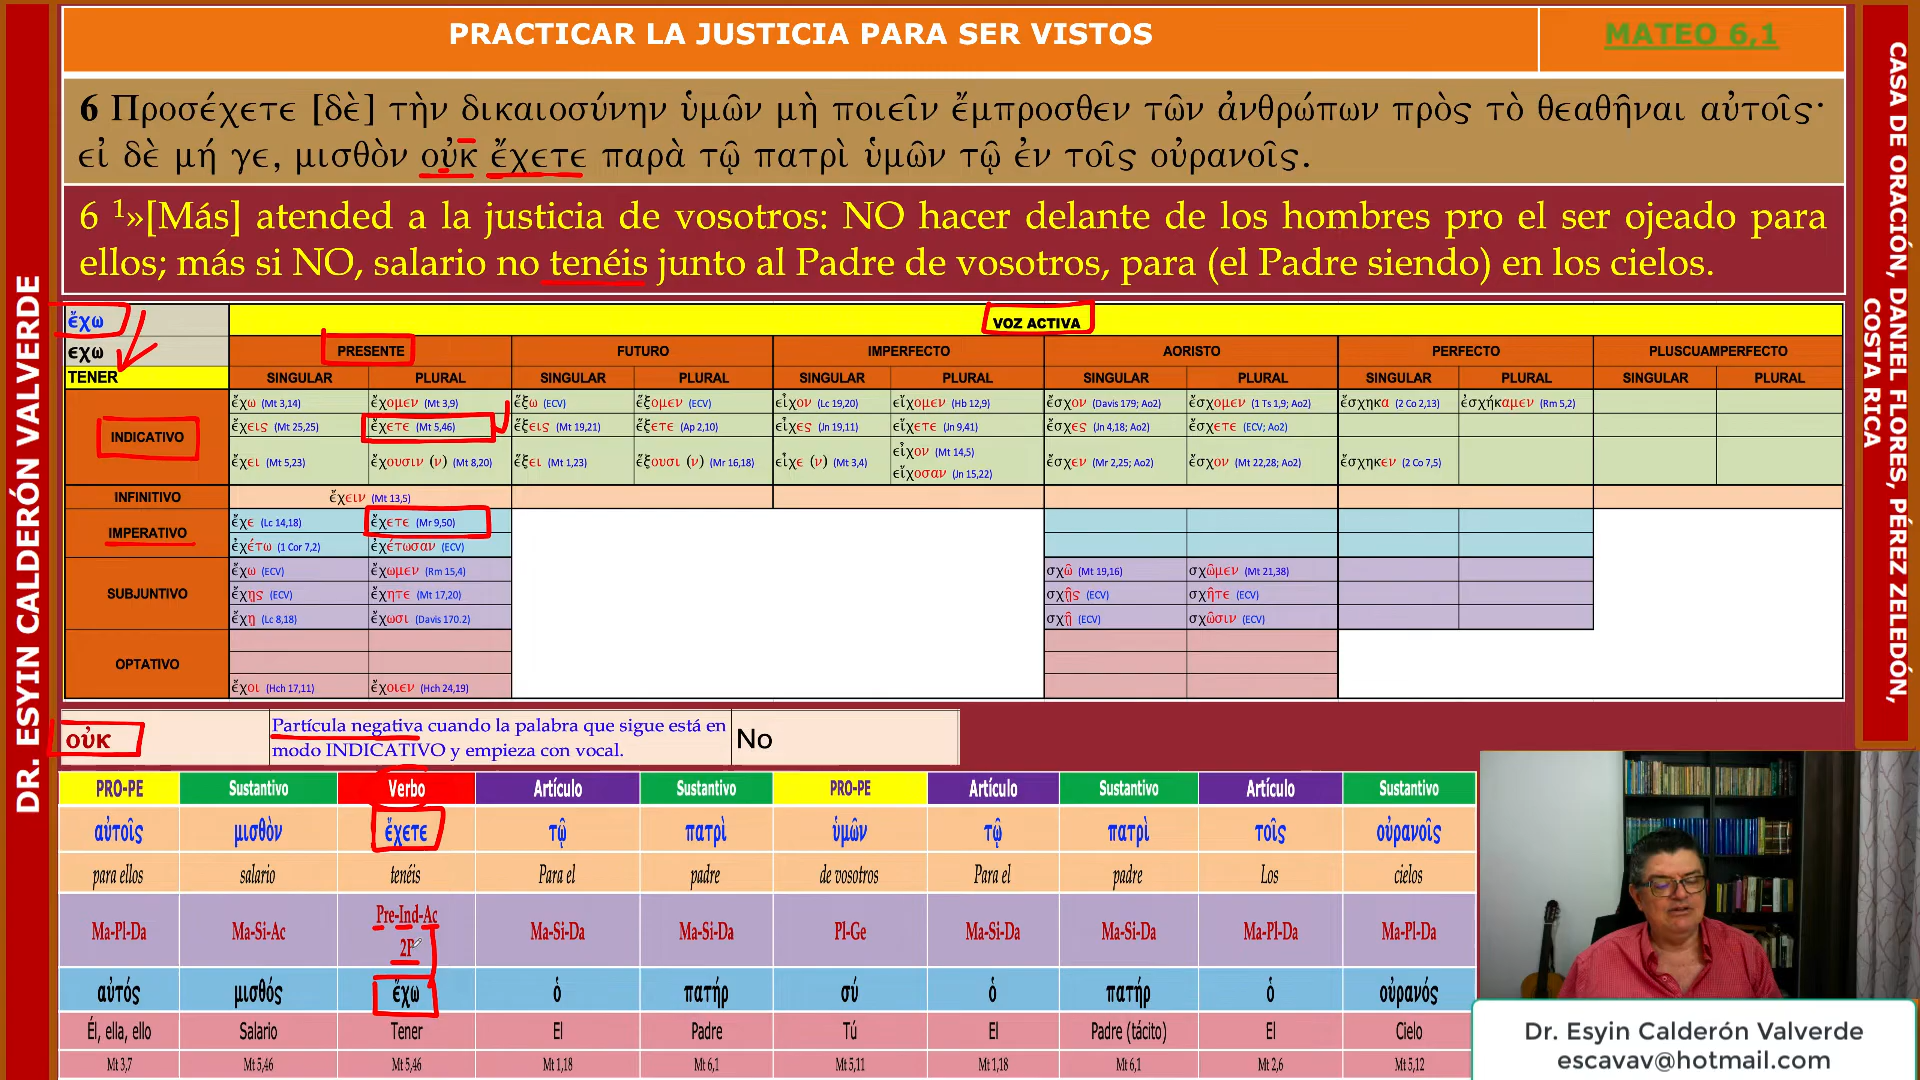 PRACTICAR LA JUSTICIA PARA SER VISTOS
MATEO 6,1
6 Προσέχετε [δὲ] τὴν δικαιοσύνην ὑμῶν μὴ ποιεῖν ἔμπροσθεν τῶν ἀνθρώπων πρὸς τὸ θεαθῆναι αὐτοῖς·
εἰ δὲ μή γε, μισθὸν οὐκ ἔχετε παρὰ τῷ πατρὶ ὑμῶν τῷ ἐν τοῖς οὐρανοῖς.
6 1»[Más] atended a la justicia de vosotros: NO hacer delante de los hombres pro el ser ojeado para
ellos; más si NO, salario no tenéis junto al Padre de vosotros, para (el Padre siendo) en los cielos.
ἔχω VOZ ACTIVA
εχω PRESENTE FUTURO IMPERFECTO AORISTO PERFECTO PLUSCUAMPERFECTO
TENER SINGULAR PLURAL SINGULAR PLURAL SINGULAR PLURAL SINGULAR PLURAL SINGULAR PLURAL SINGULAR PLURAL
INDICATIVO
ἔχω (Mt 3,14) ἔχομεν (Mt 3,9) ἕξω (ECV) ἕξομεν (ECV) εἶχον (Lc 19,20) εἴχομεν (Hb 12,9) ἔσχον (Davis 179; Ao2) ἔσχομεν (1 Ts 1,9; Ao2) ἔσχηκα (2 Co 2,13) ἐσχήκαμεν (Rm 5,2)
ἔχεις (Mt 25,25) ἔχετε (Mt 5,46) ἕξεις (Mt 19,21) ἕξετε (Ap 2,10) εἶχες (Jn 19,11) εἴχετε (Jn 9,41) ἔσχες (Jn 4,18; Ao2) ἔσχετε (ECV; Ao2)
ἔχει (Mt 5,23) ἔχουσιν (ν) (Mt 8,20) ἕξει (Mt 1,23) ἕξουσι (ν) (Mr 16,18) εἶχε (ν) (Mt 3,4) εἶχον (Mt 14,5) ἔσχεν (Mr 2,25; Ao2) ἔσχον (Mt 22,28; Ao2) ἔσχηκεν (2 Co 7,5)
εἴχοσαν (Jn 15,22)
INFINITIVO ἔχειν (Mt 13,5)
IMPERATIVO
ἔχε (Lc 14,18) ἔχετε (Mr 9,50)
ἐχέτω (1 Cor 7,2) ἐχέτωσαν (ECV)
SUBJUNTIVO
ἔχω (ECV) ἔχωμεν (Rm 15,4) σχῶ (Mt 19,16) σχῶμεν (Mt 21,38)
ἔχῃς (ECV) ἔχητε (Mt 17,20) σχῇς (ECV) σχῆτε (ECV)
ἔχῃ (Lc 8,18) ἔχωσι (Davis 170.2) σχῇ (ECV) σχῶσιν (ECV)
OPTATIVO
ἔχοι (Hch 17,11) ἔχοιεν (Hch 24,19)
οὐκ
Partícula negativa cuando la palabra que sigue está en
modo INDICATIVO y empieza con vocal.
No
PRO-PE Sustantivo Verbo Artículo Sustantivo PRO-PE Artículo Sustantivo Artículo Sustantivo
αὐτοῖς μισθὸν ἔχετε τῷ πατρὶ ὑμῶν τῷ πατρὶ τοῖς οὐρανοῖς
para ellos salario tenéis Para el padre de vosotros Para el padre Los cielos
Ma-Pl-Da Ma-Si-Ac Pre-Ind-Ac 2P Ma-Si-Da Ma-Si-Da Pl-Ge Ma-Si-Da Ma-Si-Da Ma-Pl-Da Ma-Pl-Da
αὐτός μισθός ἔχω ὁ πατήρ σύ ὁ πατήρ ὁ οὐρανός
Él, ella, ello Salario Tener El Padre Tú El Padre (tácito) El Cielo
Mt 3,7 Mt 5,46 Mt 5,46 Mt 1,18 Mt 6,1 Mt 5,11 Mt 1,18 Mt 6,1 Mt 2,6 Mt 5,12
DR. ESYIN CALDERÓN VALVERDE
CASA DE ORACIÓN, DANIEL FLORES, PÉREZ ZELEDÓN,
COSTA RICA
Dr. Esyin Calderón Valverde
escavav@hotmail.com